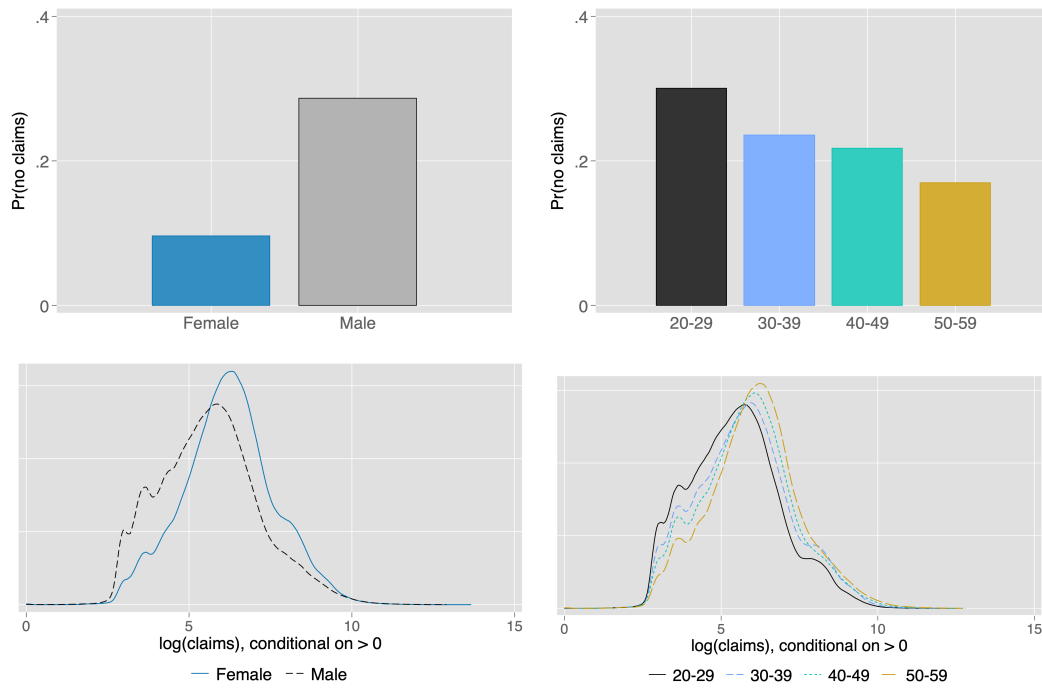 .4
.2
0
Pr(no claims)
Female
Male
.4
.2
0
Pr(no claims)
20-29
30-39
40-49
50-59
0
5
10
15
log(claims), conditional on > 0
Female
Male
0
5
10
15
log(claims), conditional on > 0
20-29
30-39
40-49
50-59